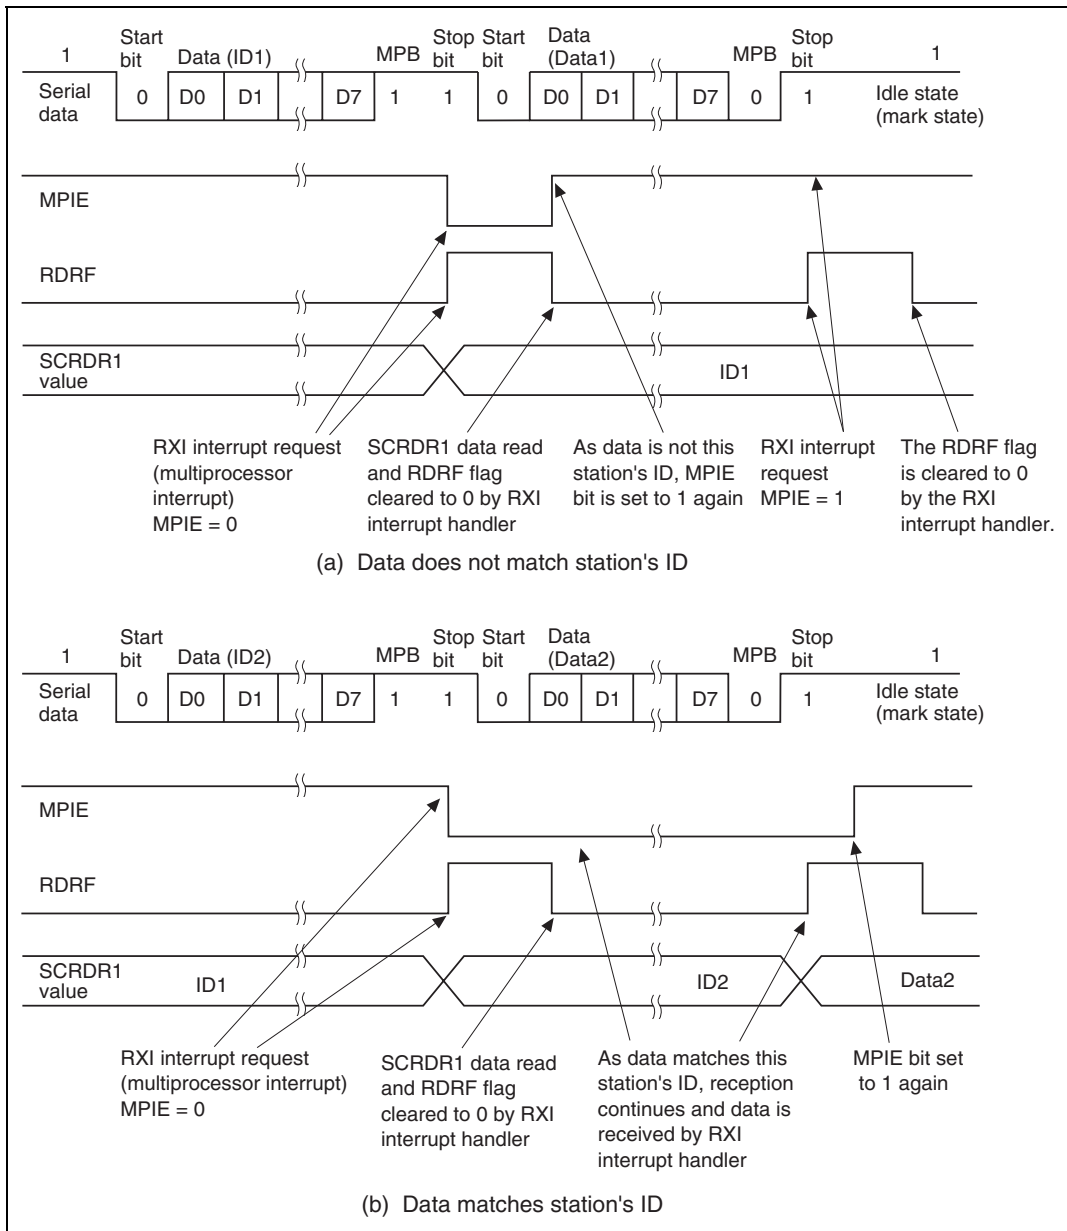 1 Start bit Data (ID1) MPB Stop bit Start bit Data (Data1) MPB Stop bit 1
Serial data 0 D0 D1 D7 1 1 0 D0 D1 D7 0 1 Idle state (mark state)
MPIE
RDRF
SCRDR1 value
ID1
RXI interrupt request
(multiprocessor
interrupt)
MPIE = 0
SCRDR1 data read
and RDRF flag
cleared to 0 by RXI
interrupt handler
As data is not this
station's ID, MPIE
bit is set to 1 again
RXI interrupt
request
MPIE = 1
The RDRF flag
is cleared to 0
by the RXI
interrupt handler.
(a) Data does not match station's ID
1 Start bit Data (ID2) MPB Stop bit Start bit Data (Data2) MPB Stop bit 1
Serial data 0 D0 D1 D7 1 1 0 D0 D1 D7 0 1 Idle state (mark state)
MPIE
RDRF
SCRDR1 value
ID1
ID2
Data2
RXI interrupt request
(multiprocessor interrupt)
MPIE = 0
SCRDR1 data read
and RDRF flag
cleared to 0 by RXI
interrupt handler
As data matches this
station's ID, reception
continues and data is
received by RXI
interrupt handler
MPIE bit set
to 1 again
(b) Data matches station's ID